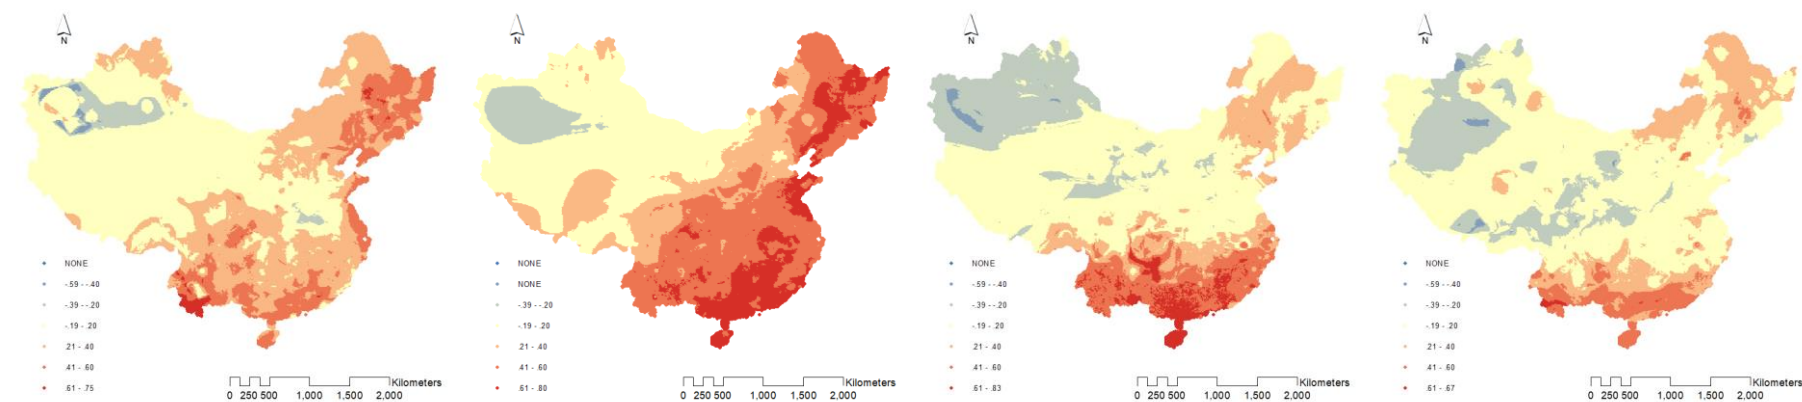 N
NONE
-.59 - -.40
-.39 - -.20
-.19 - .20
.21 - .40
.41 - .60
.61 - .75
Kilometers
0 250 500 1,000 1,500 2,000
N
NONE
NONE
-.39 - -.20
-.19 - .20
.21 - .40
.41 - .60
.61 - .80
Kilometers
0 250 500 1,000 1,500 2,000
N
NONE
-.59 - -.40
-.39 - -.20
-.19 - .20
.21 - .40
.41 - .60
.61 - .83
Kilometers
0 250 500 1,000 1,500 2,000
N
NONE
-.59 - -.40
-.39 - -.20
-.19 - .20
.21 - .40
.41 - .60
.61 - .67
Kilometers
0 250 500 1,000 1,500 2,000